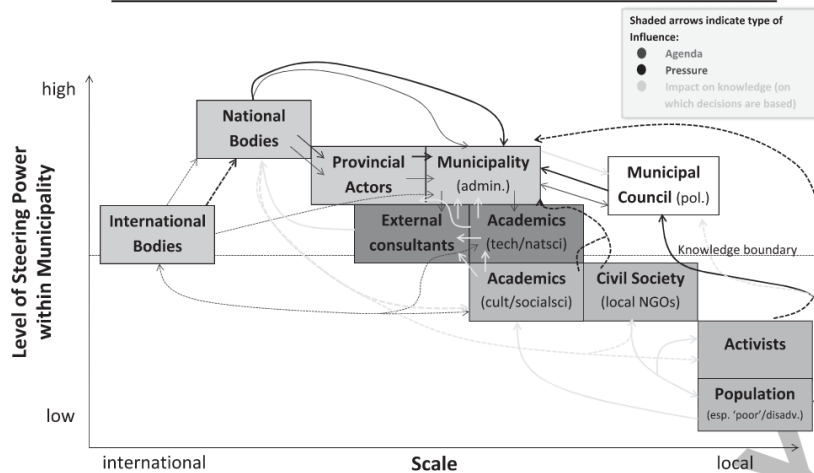 Shaded arrows indicate type of
Influence:
Agenda
Pressure
Impact on knowledge (on
which decisions are based)
high
National
Bodies
Provincial
Actors
Municipality
(admin.)
Municipal
Council (pol.)
International
Bodies
External
consultants
Academics
(tech/natsci)
Knowledge boundary
Academics
(cult/socialsci)
Civil Society
(local NGOs)
Activists
Population
(esp. 'poor'/disadv.)
Level of Steering Power
within Municipality
low
international
Scale
local